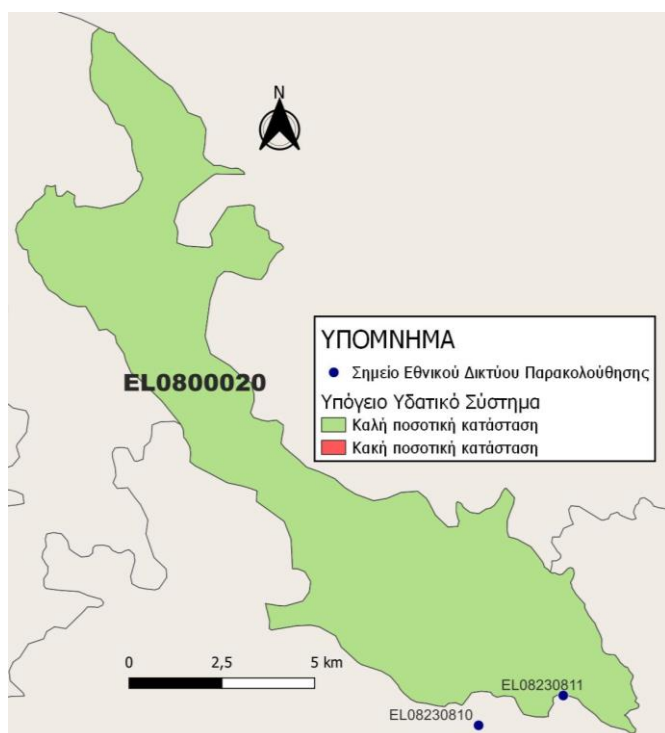 N
ΥΠΟΜΝΗΜΑ
Σημείο Εθνικού Δικτύου Παρακολούθησης
Υπόγειο Υδατικό Σύστημα
Καλή ποσοτική κατάσταση
Κακή ποσοτική κατάσταση
EL0800020
0 2,5 5 km
EL08230811
EL08230810